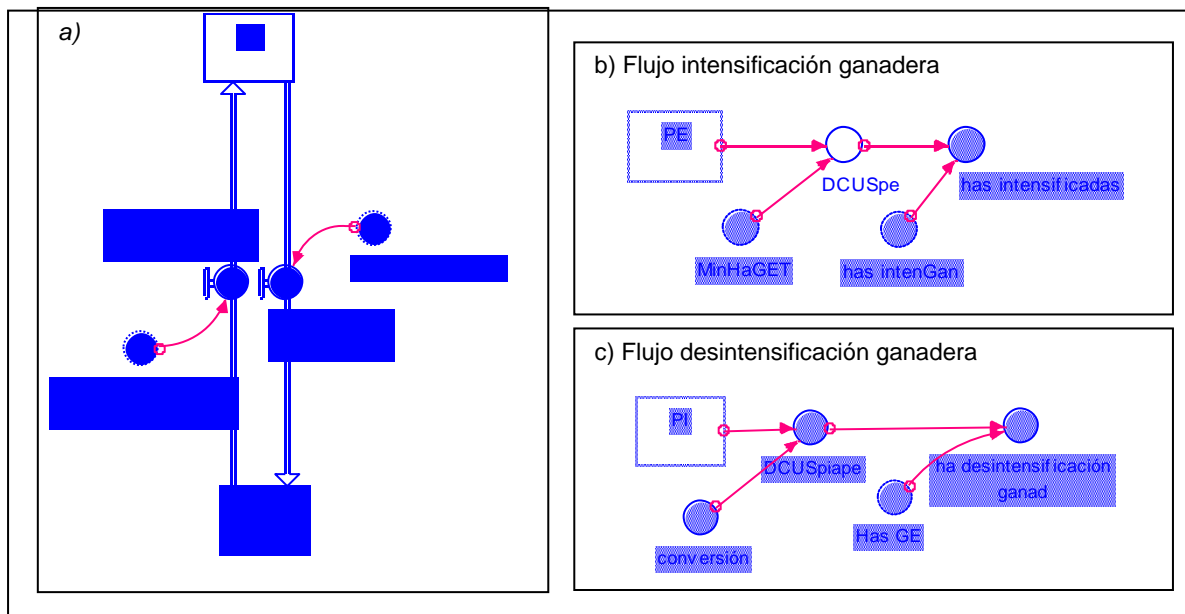 a)
b) Flujo intensificación ganadera
PE
DCUSpe
has intensificadas
MinHaGET
has intenGan
c) Flujo desintensificación ganadera
PI
DCUSpiape
ha desintensificación
ganad
Has GE
conversión